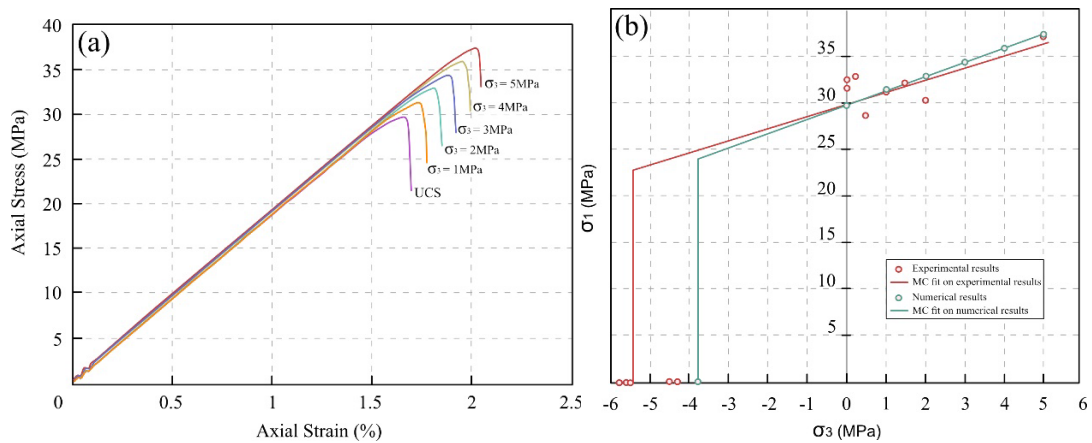 (a)
40
35
30
25
20
15
10
5
0
0.5
1
1.5
2
2.5
Axial Stress (MPa)
Axial Strain (%)
σ₃ = 5MPa
σ₃ = 4MPa
σ₃ = 3MPa
σ₃ = 2MPa
σ₃ = 1MPa
UCS
(b)
35
30
25
20
15
10
5
-6
-5
-4
-3
-2
-1
0
1
2
3
4
5
6
σ1 (MPa)
σ₃ (MPa)
Experimental results
MC fit on experimental results
Numerical results
MC fit on numrical results